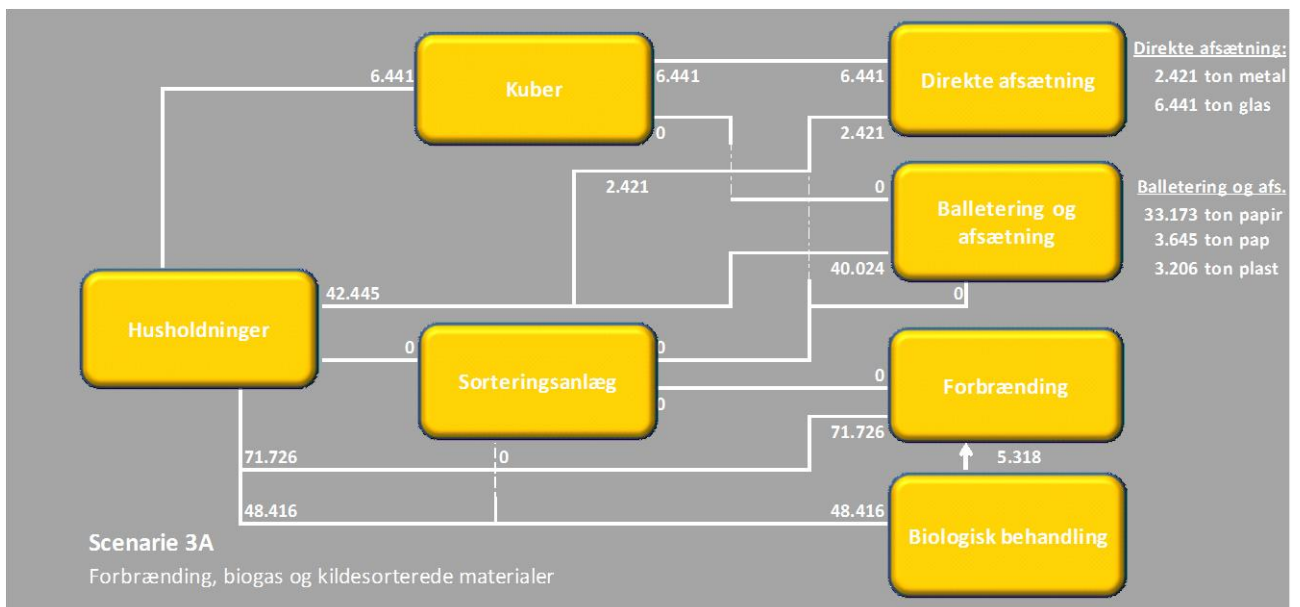 Direkte afsætning:
6.441
Kuber
6.441
6.441
Direkte afsætning
2.421 ton metal
6.441 ton glas
0
2.421
2.421
0
Balletering og
afsætning
Balletering og afs.
33.173 ton papir
3.645 ton pap
3.206 ton plast
40.024
42.445
0
Husholdninger
0
0
Sorteringsanlæg
0
0
Forbrænding
71.726
71.726
0
5.318
48.416
48.416
Biologisk behandling
Scenarie 3A
Forbrænding, biogas og kildesorterede materialer